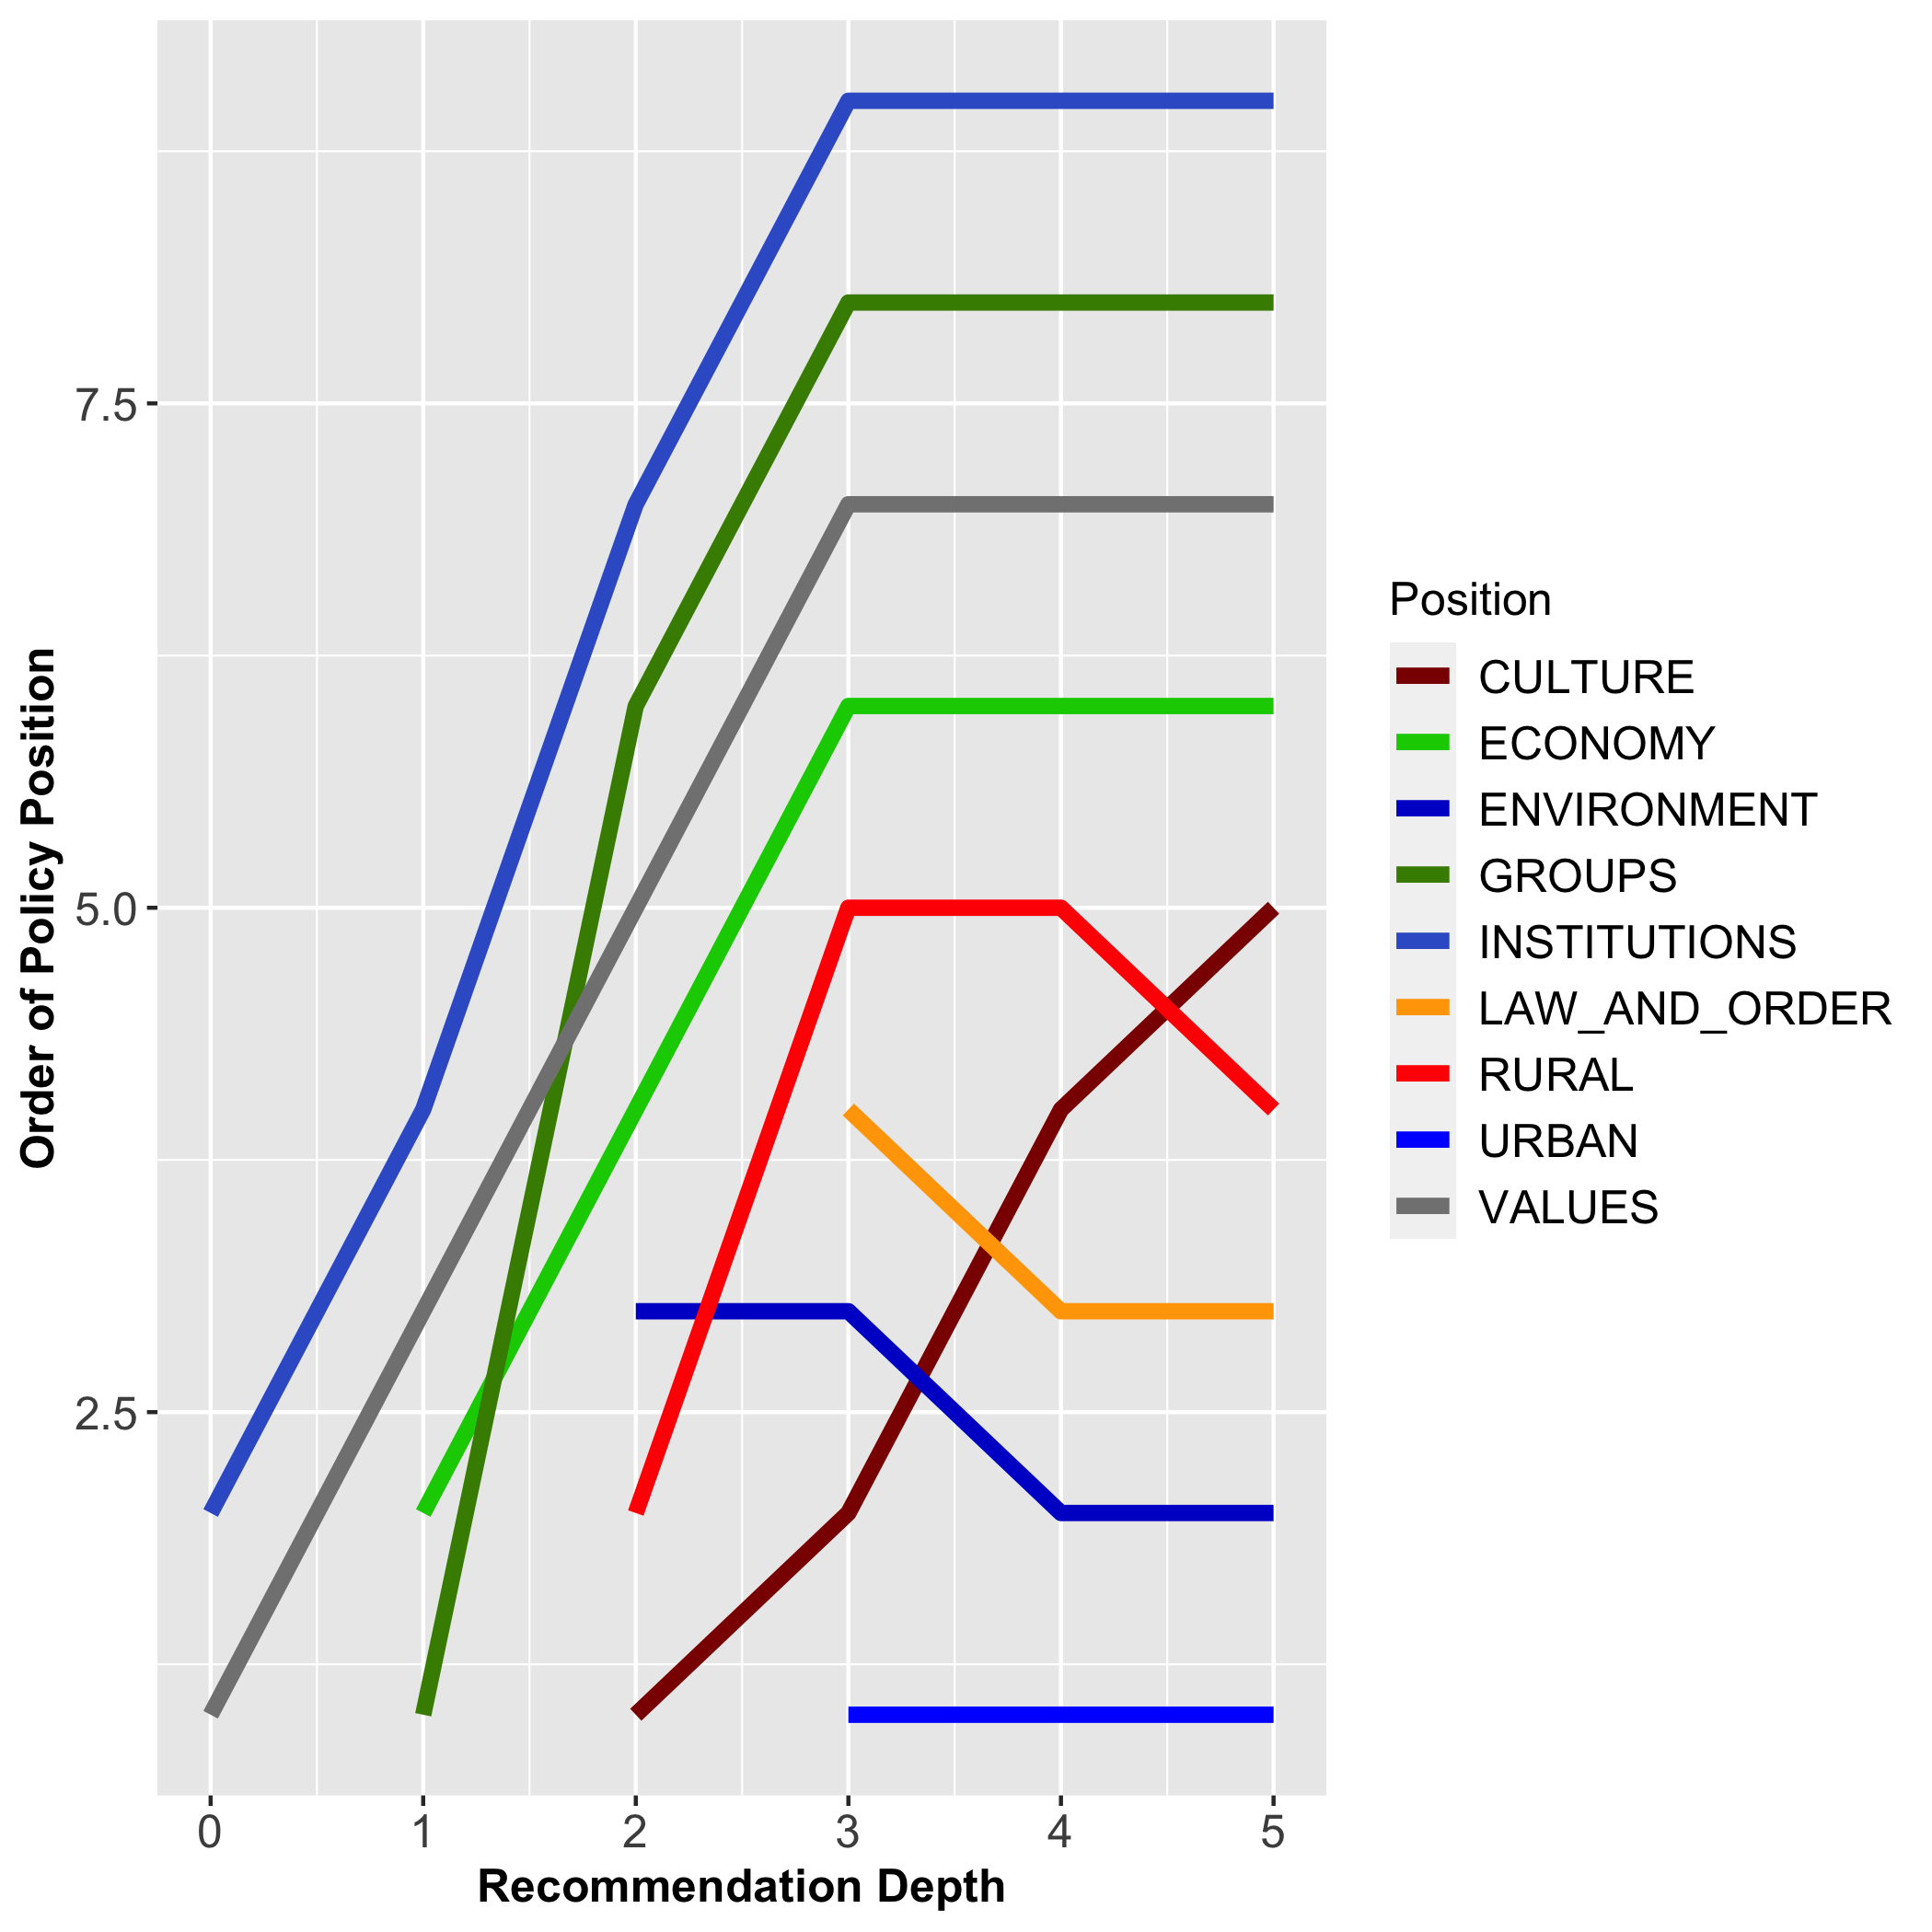 Order of Policy Position
7.5
5.0
2.5
0 1 2 3 4 5
Recommendation Depth
Position
CULTURE
ECONOMY
ENVIRONMENT
GROUPS
INSTITUTIONS
LAW_AND_ORDER
RURAL
URBAN
VALUES